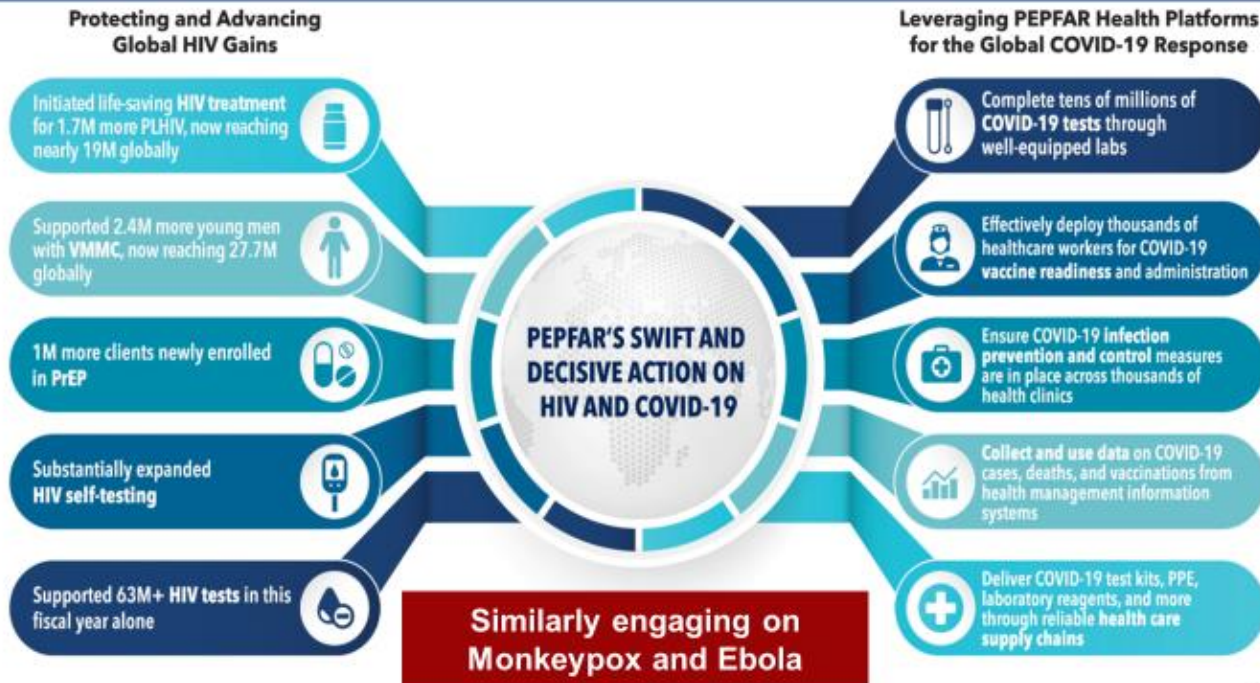 Protecting and Advancing
Global HIV Gains
Initiated life-saving HIV treatment
for 1.7M more PLHIV, now reaching
nearly 19M globally
Supported 2.4M more young men
with VMMC, now reaching 27.7M
globally
1M more clients newly enrolled
in PrEP
Substantially expanded
HIV self-testing
Supported 63M+ HIV tests in this
fiscal year alone
PEPFAR'S SWIFT AND
DECISIVE ACTION ON
HIV AND COVID-19
Similarly engaging on
Monkeypox and Ebola
Leveraging PEPFAR Health Platforms
for the Global COVID-19 Response
Complete tens of millions of
COVID-19 tests through
well-equipped labs
Effectively deploy thousands of
healthcare workers for COVID-19
vaccine readiness and administration
Ensure COVID-19 infection
prevention and control measures
are in place across thousands of
health clinics
Collect and use data on COVID-19
cases, deaths, and vaccinations from
health management information
systems
Deliver COVID-19 test kits, PPE,
laboratory reagents, and more
through reliable health care
supply chains